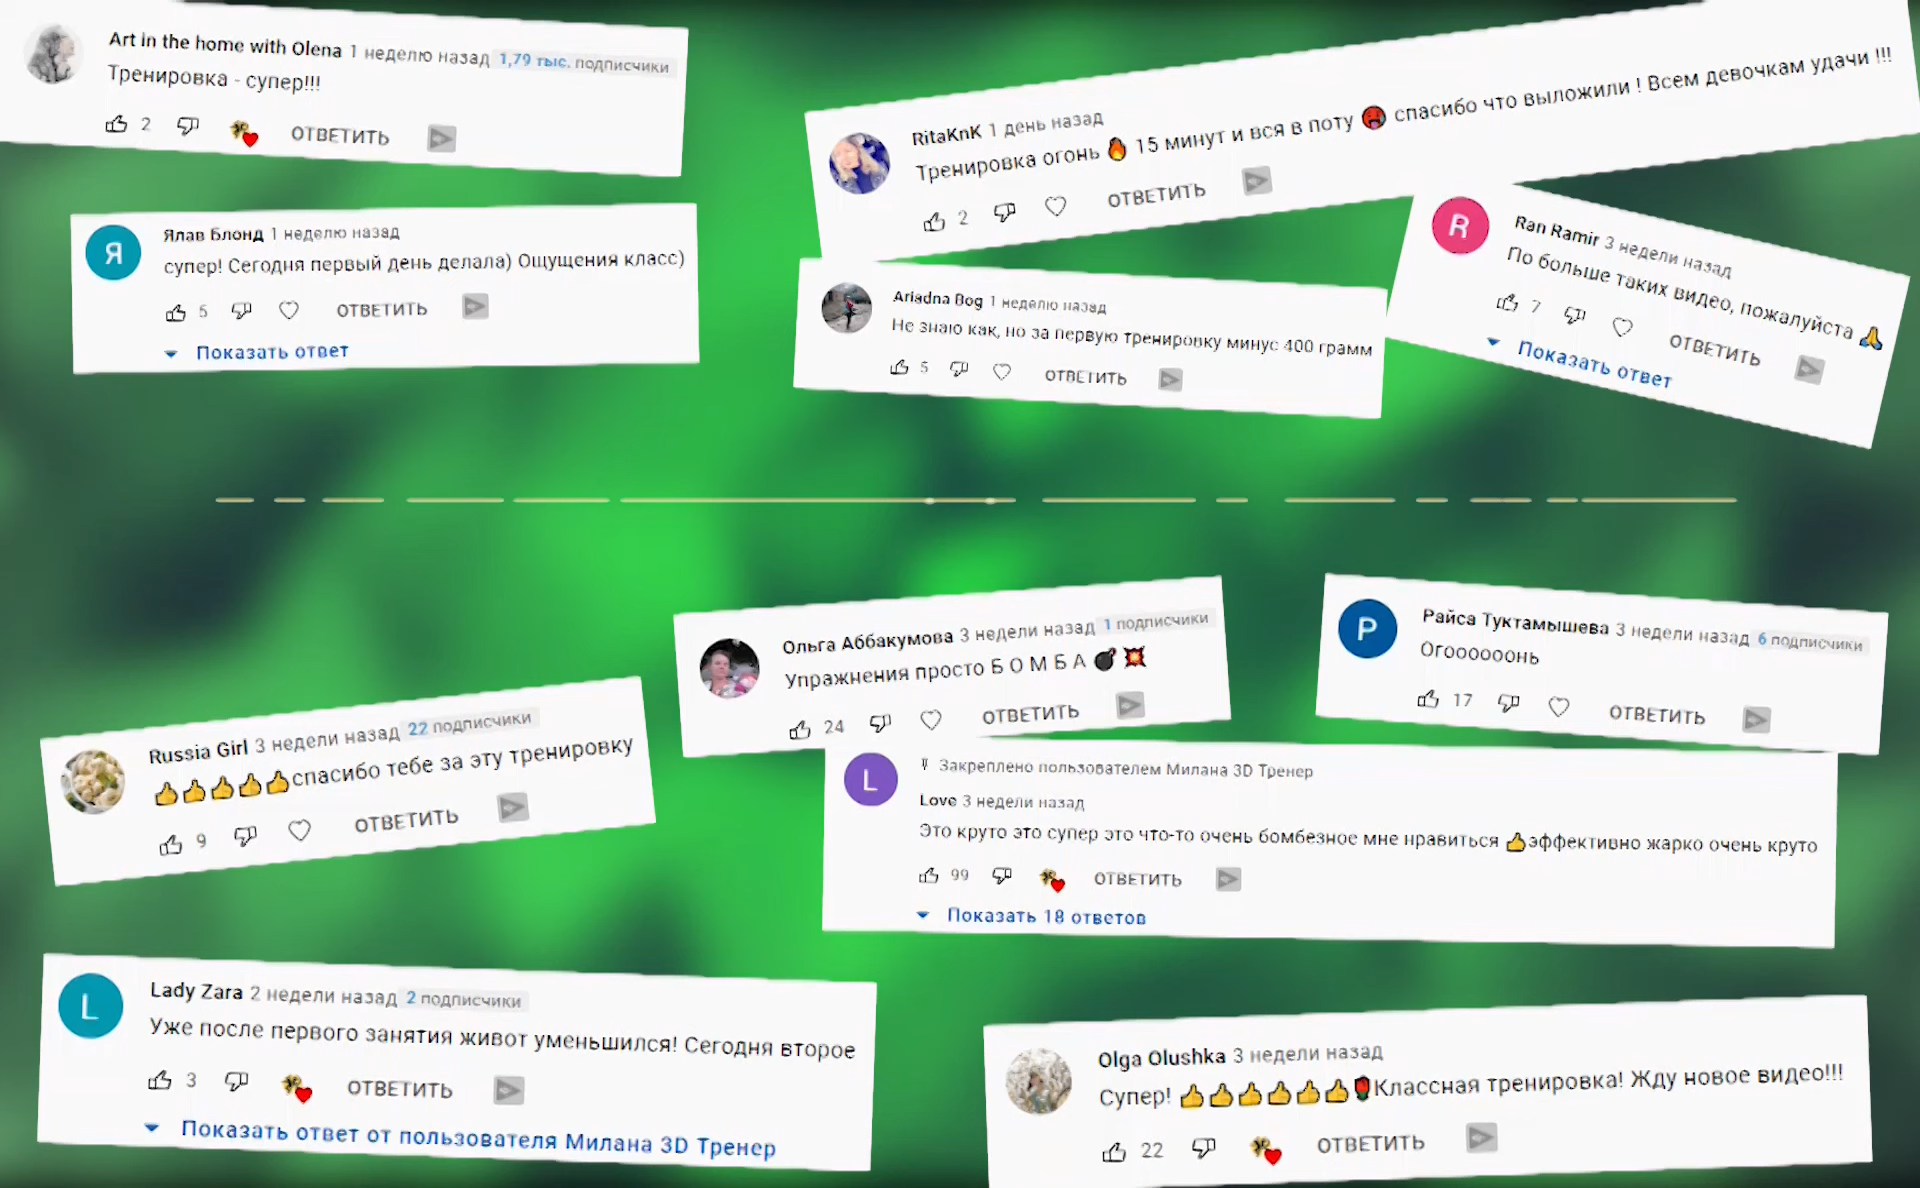 Art in the home with Olena 1 неделю назад 1,79 тыс. подписчики
Тренировка - супер!!!
2 ОТВЕТИТЬ
RitaKnK 1 день назад
Тренировка огонь 🔥 15 минут и вся в поту 🥵 спасибо что выложили ! Всем девочкам удачи !!!
2 ОТВЕТИТЬ
Я
Ялав Блонд 1 неделю назад
супер! Сегодня первый день делала) Ощущения класс)
5 ОТВЕТИТЬ
Показать ответ
Ariadna Bog 1 неделю назад
Не знаю как, но за первую тренировку минус 400 грамм
5 ОТВЕТИТЬ
R
Ran Ramir 3 недели назад
По больше таких видео, пожалуйста 🙏
7 ОТВЕТИТЬ
Показать ответ
Ольга Аббакумова 3 недели назад 1 подписчики
Упражнения просто Б О М Б А 💣 💥
24 ОТВЕТИТЬ
Р
Райса Туктамышева 3 недели назад 6 подписчики
Огоооооонь
17 ОТВЕТИТЬ
Russia Girl 3 недели назад 22 подписчики
👍👍👍👍👍спасибо тебе за эту тренировку
9 ОТВЕТИТЬ
L
Закреплено пользователем Милана 3D Тренер
Love 3 недели назад
Это круто это супер это что-то очень бомбезное мне нравиться 👍эффективно жарко очень круто
99 ОТВЕТИТЬ
Показать 18 ответов
L
Lady Zara 2 недели назад 2 подписчики
Уже после первого занятия живот уменьшился! Сегодня второе
3 ОТВЕТИТЬ
Показать ответ от пользователя Милана 3D Тренер
Olga Olushka 3 недели назад
Супер! 👍👍👍👍👍👍🌹Классная тренировка! Жду новое видео!!!
22 ОТВЕТИТЬ